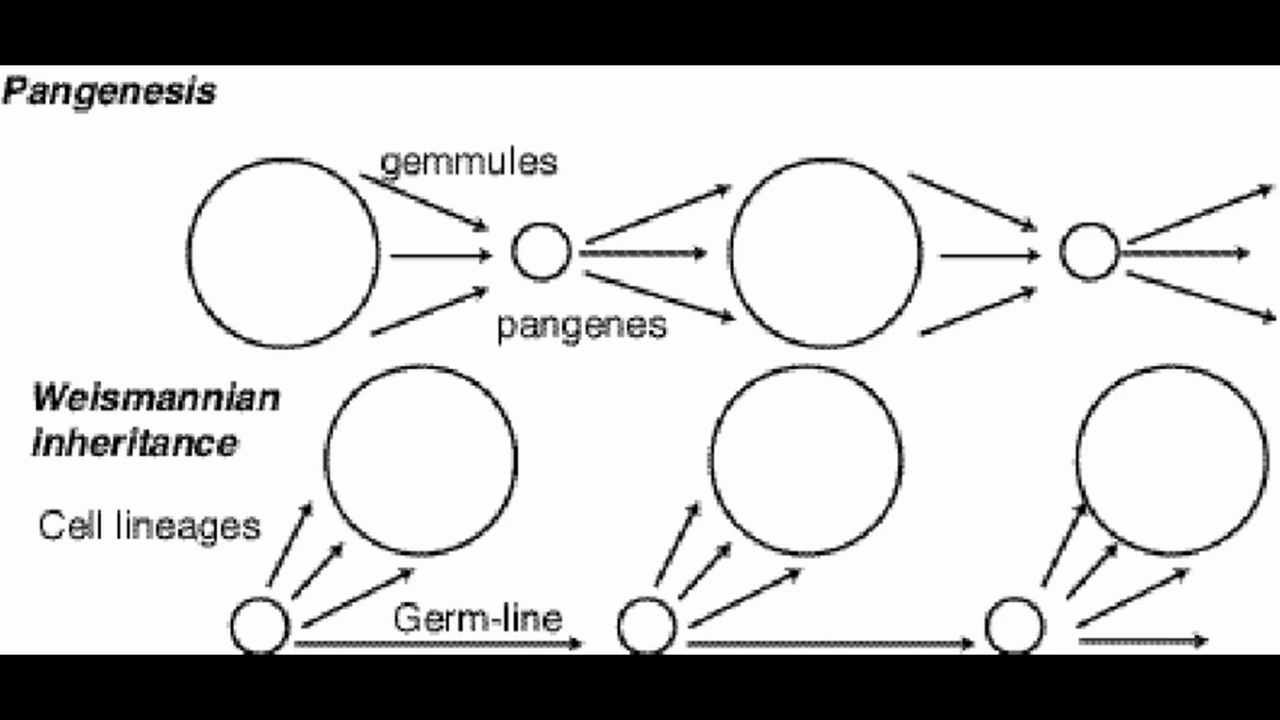 Pangenesis
gemmules
pangenes
Weismannian
inheritance
Cell lineages
Germ-line